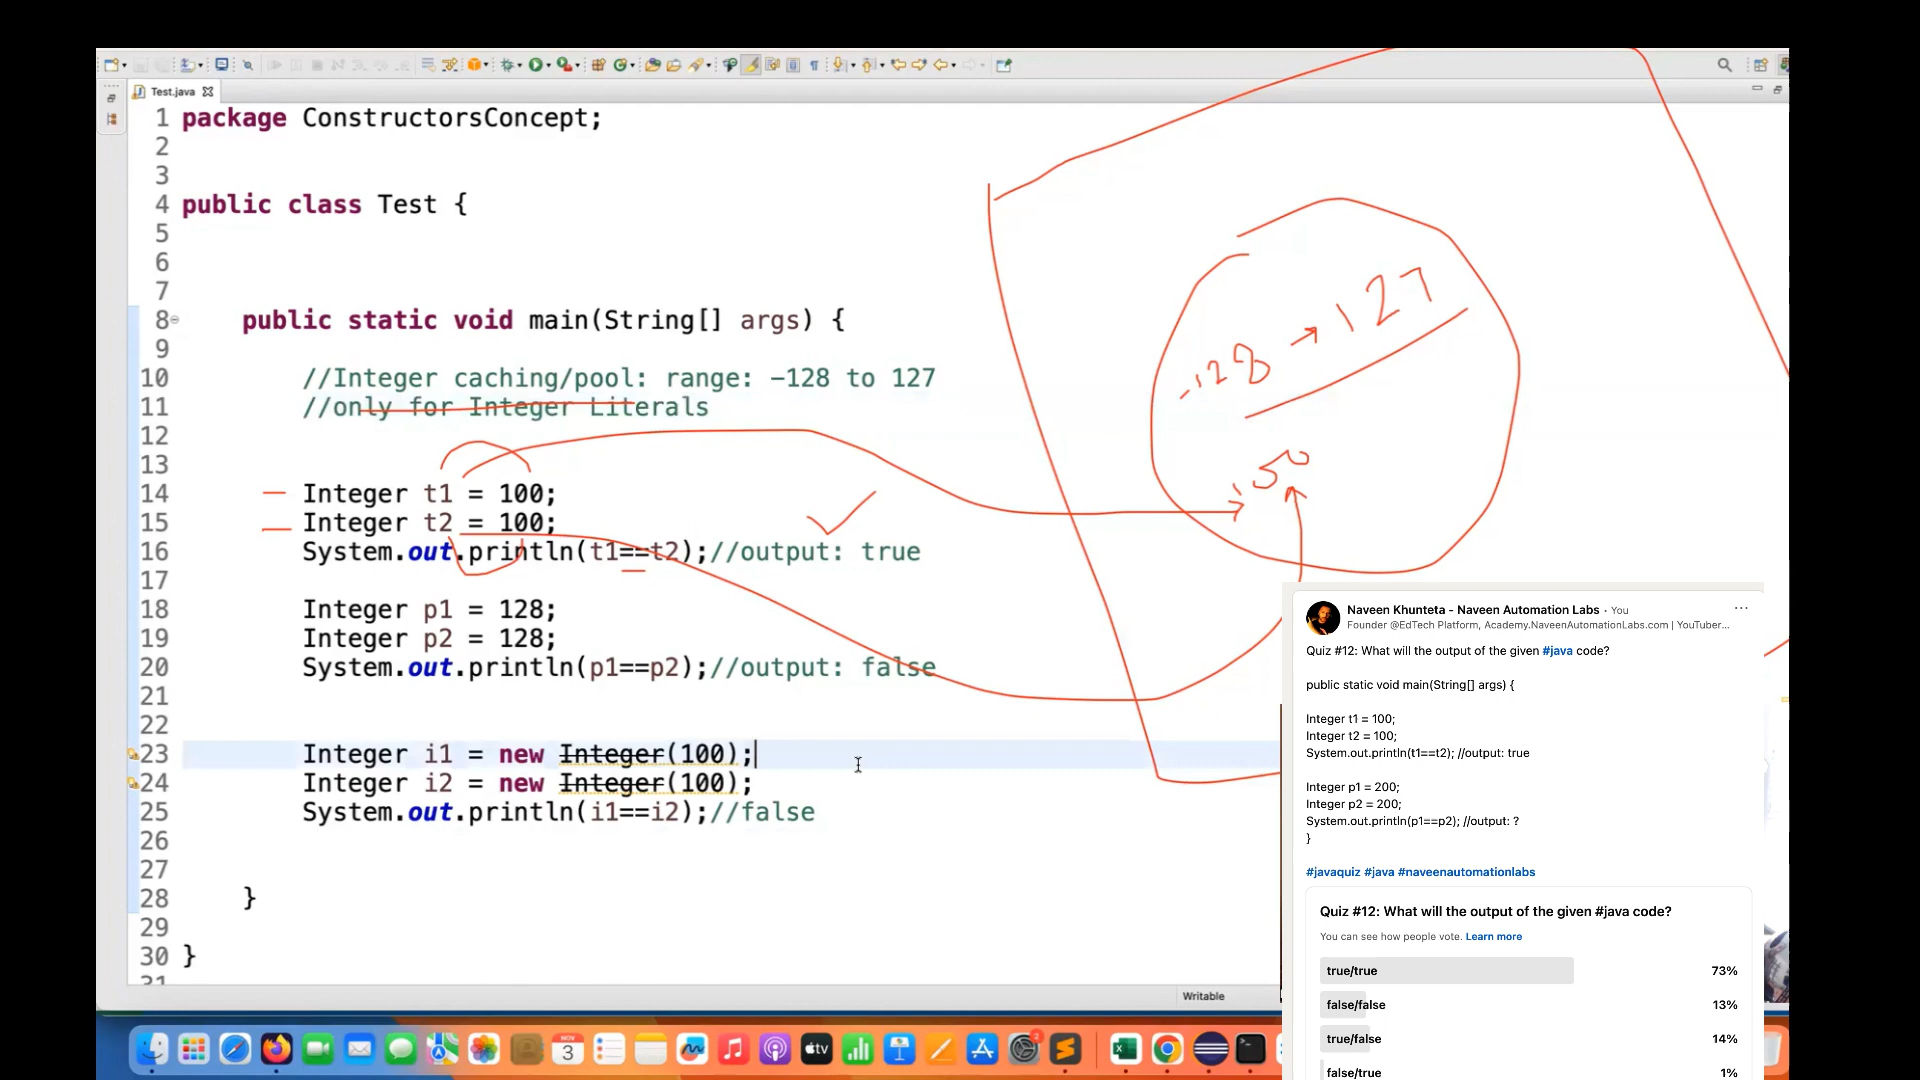 Test.java
1 package ConstructorsConcept;
2
3
4 public class Test {
5
6
7
8 public static void main(String[] args) {
9
10 //Integer caching/pool: range: -128 to 127
11 //only for Integer Literals
12
13
14 Integer t1 = 100;
15 Integer t2 = 100;
16 System.out.println(t1==t2);//output: true
17
18 Integer p1 = 128;
19 Integer p2 = 128;
20 System.out.println(p1==p2);//output: false
21
22
23 Integer i1 = new Integer(100);
24 Integer i2 = new Integer(100);
25 System.out.println(i1==i2);//false
26
27
28 }
29
30 }
31
-128 → 127
Writable
Naveen Khunteta - Naveen Automation Labs · You
Founder @EdTech Platform, Academy.NaveenAutomationLabs.com | YouTuber...
Quiz #12: What will the output of the given #java code?
public static void main(String[] args) {
Integer t1 = 100;
Integer t2 = 100;
System.out.println(t1==t2); //output: true
Integer p1 = 200;
Integer p2 = 200;
System.out.println(p1==p2); //output: ?
}
#javaquiz #java #naveenautomationlabs
Quiz #12: What will the output of the given #java code?
You can see how people vote. Learn more
true/true 73%
false/false 13%
true/false 14%
false/true 1%
NOV
3
tv